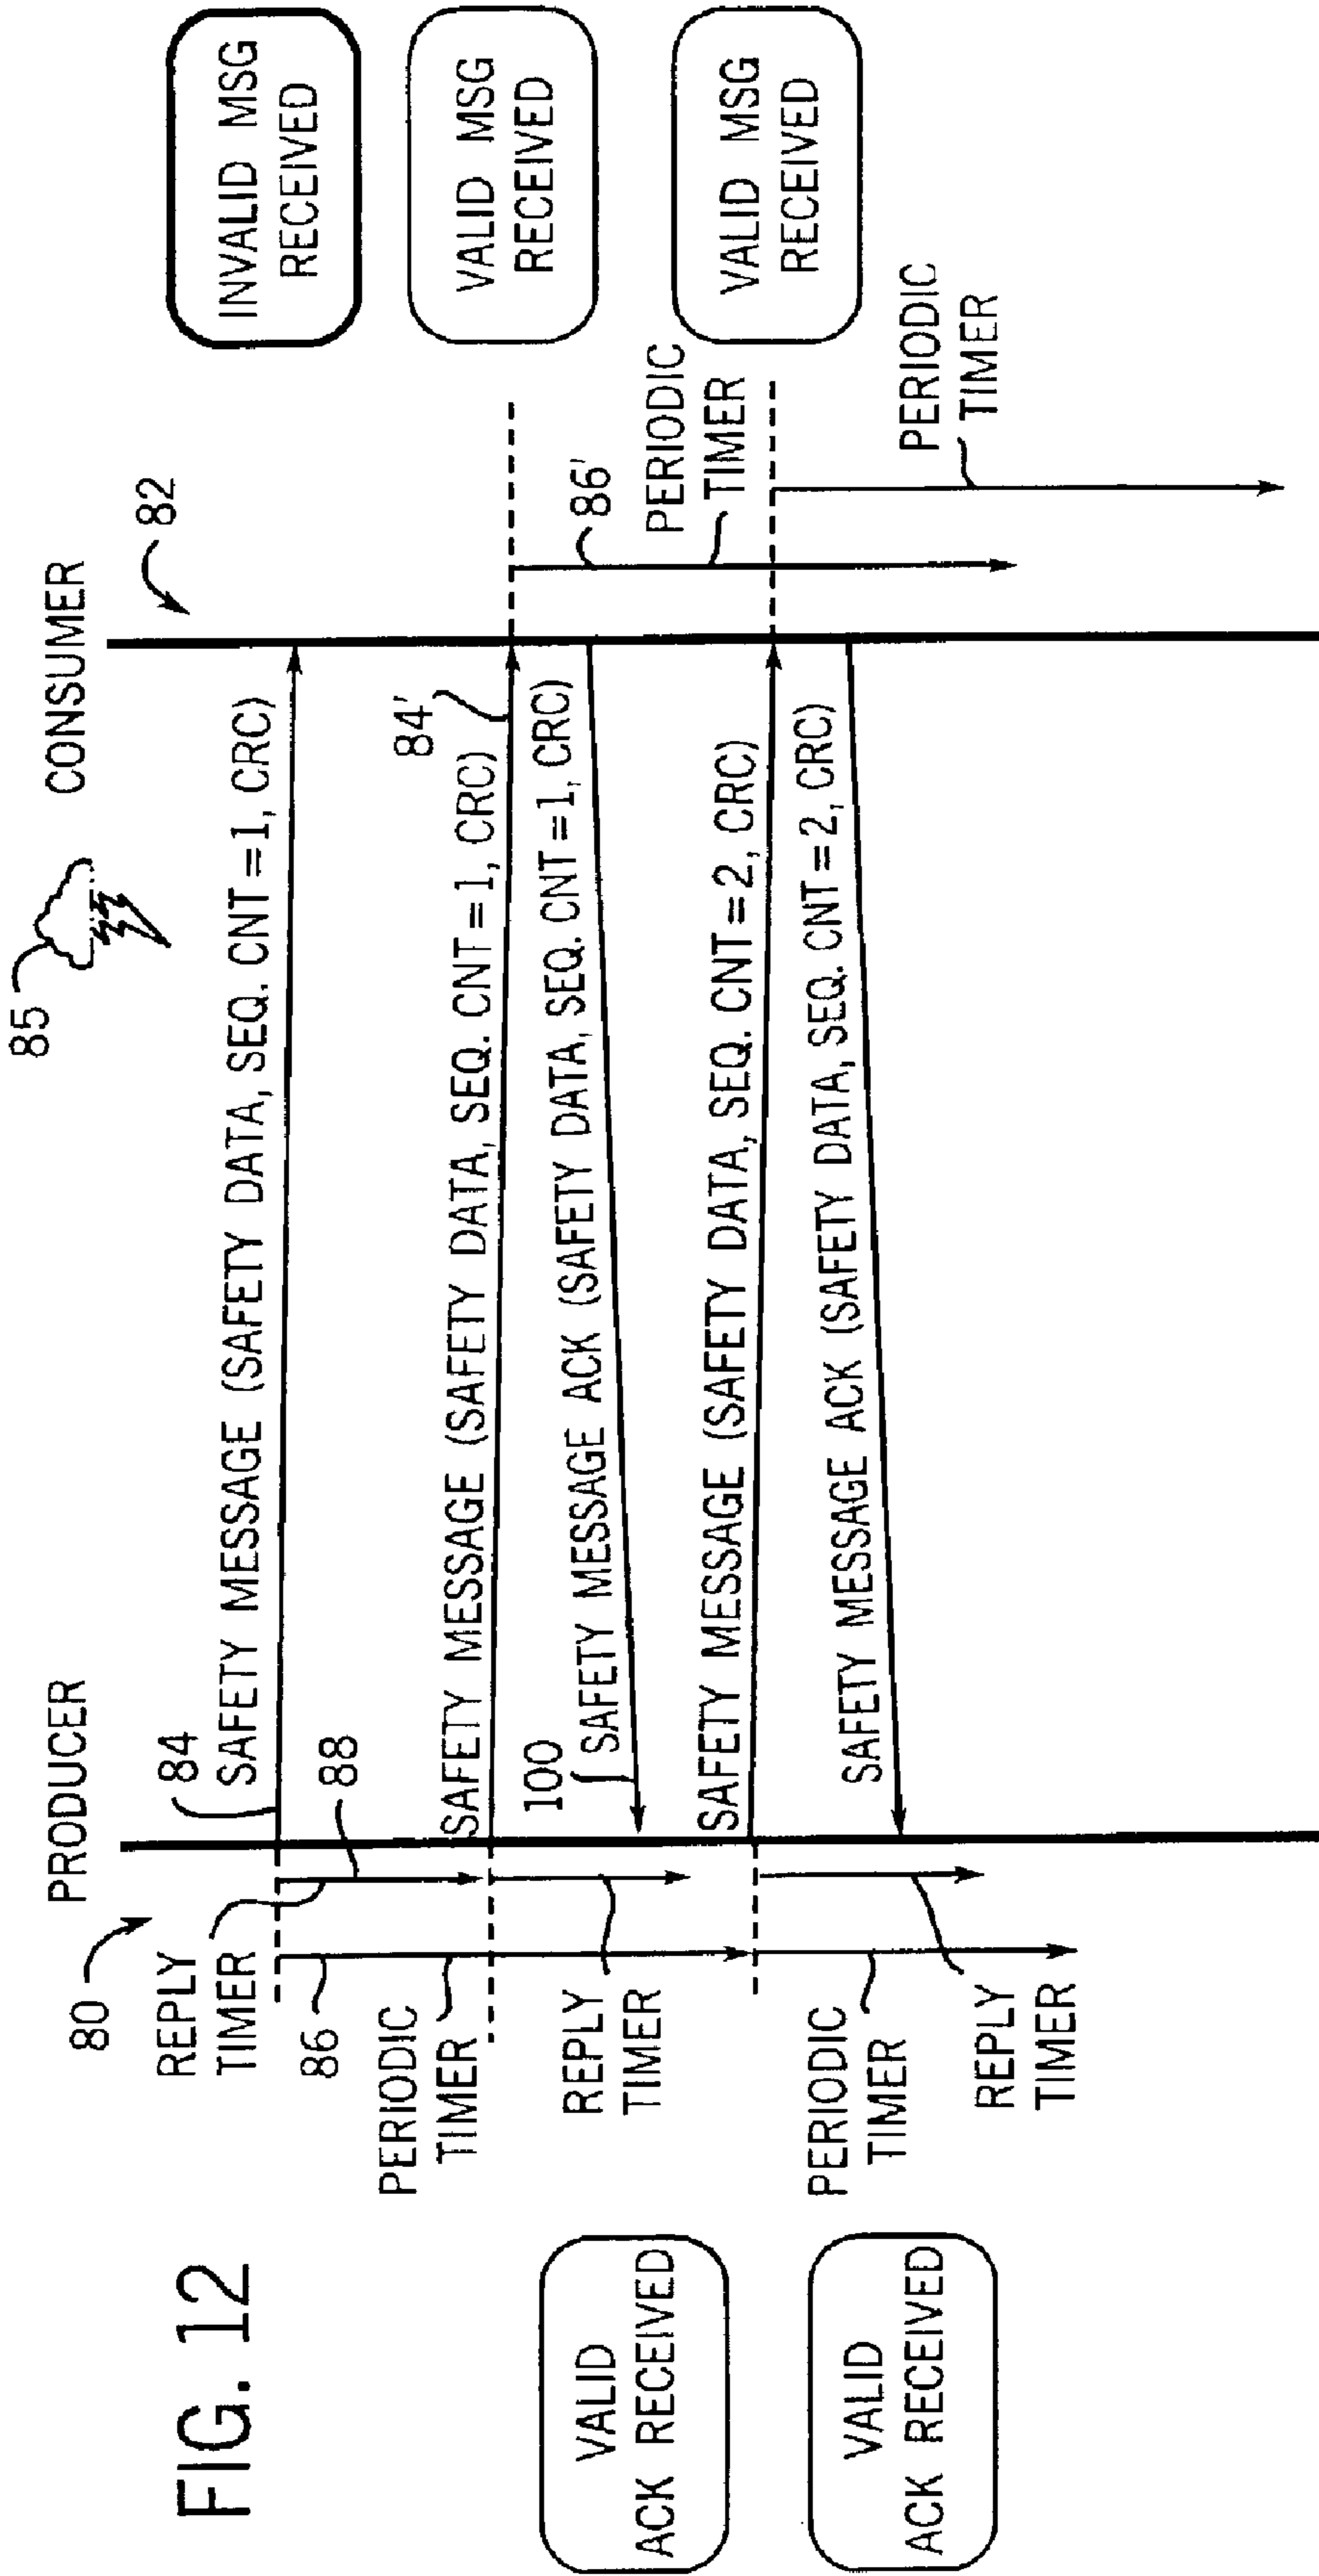 FIG. 12
85
PRODUCER
CONSUMER
80
82
REPLY
TIMER
84
SAFETY MESSAGE (SAFETY DATA, SEQ. CNT = 1, CRC)
INVALID MSG
RECEIVED
86
88
PERIODIC
TIMER
84'
SAFETY MESSAGE (SAFETY DATA, SEQ. CNT = 1, CRC)
VALID MSG
RECEIVED
VALID
ACK RECEIVED
REPLY
TIMER
100
SAFETY MESSAGE ACK (SAFETY DATA, SEQ. CNT = 1, CRC)
86'
PERIODIC
TIMER
SAFETY MESSAGE (SAFETY DATA, SEQ. CNT = 2, CRC)
VALID MSG
RECEIVED
VALID
ACK RECEIVED
PERIODIC
TIMER
SAFETY MESSAGE ACK (SAFETY DATA, SEQ. CNT = 2, CRC)
PERIODIC
TIMER
REPLY
TIMER